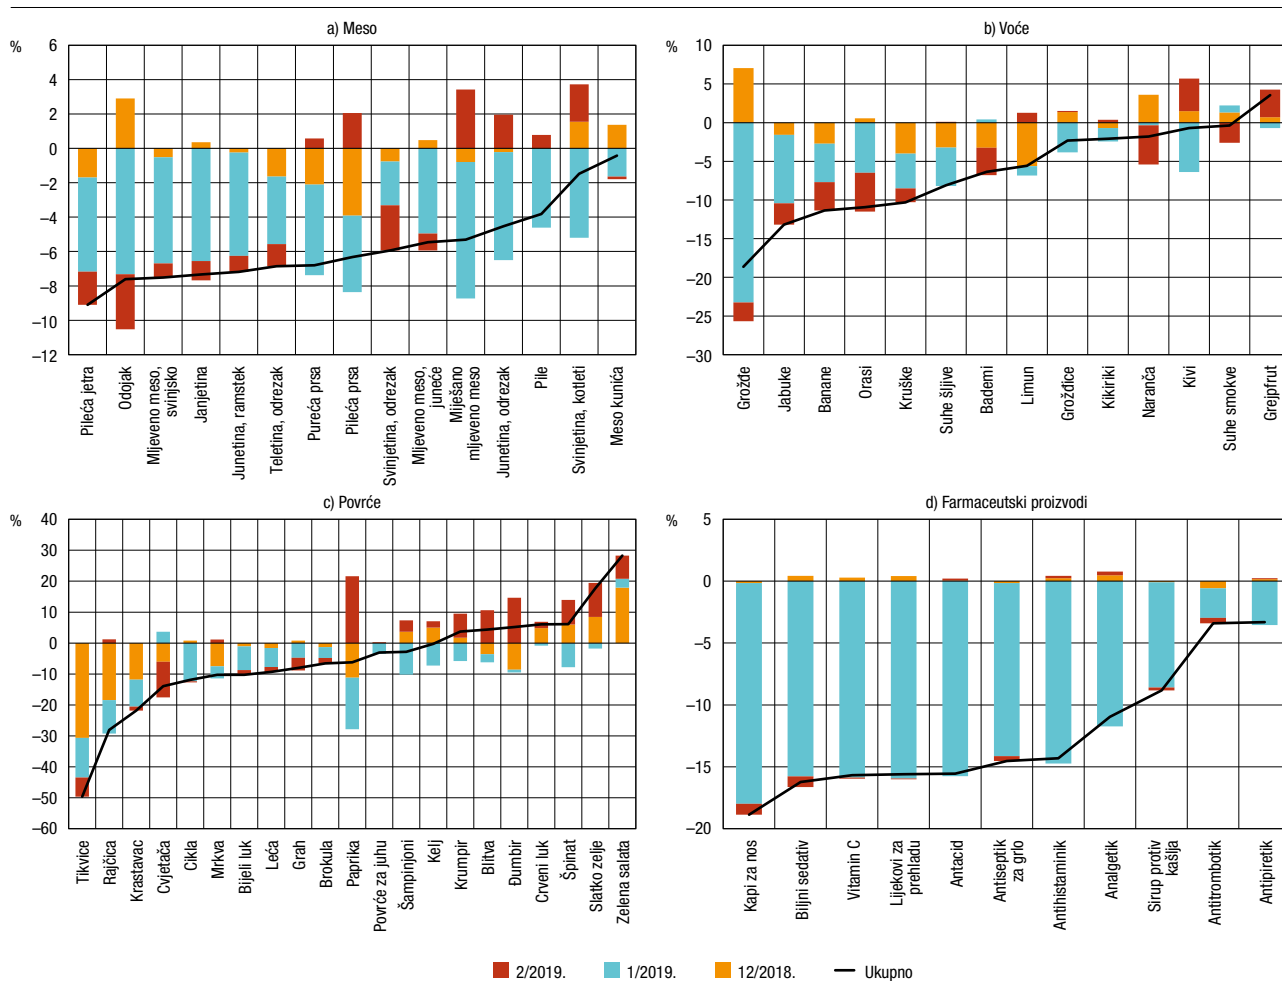 a) Meso
%
6
4
2
0
–2
–4
–6
–8
–10
–12
Pileća jetra
Odojak
Mljeveno meso,
svinjsko
Janjetina
Junetina, ramstek
Teletina, odrezak
Pureća prsa
Pileća prsa
Svinjetina, odrezak
Mljeveno meso,
juneće
Miješano
mljeveno meso
Junetina, odrezak
Pile
Svinjetina, kotleti
Meso kunića
b) Voće
%
10
5
0
–5
–10
–15
–20
–25
–30
Grožđe
Jabuke
Banane
Orasi
Kruške
Suhe šljive
Bademi
Limun
Grožđice
Kikiriki
Naranča
Kivi
Suhe smokve
Grejpfrut
c) Povrće
%
40
30
20
10
0
–10
–20
–30
–40
–50
–60
Tikvice
Rajčica
Krastavac
Cvjetača
Cikla
Mrkva
Bijeli luk
Leća
Grah
Brokula
Paprika
Povrće za juhu
Šampinjoni
Kelj
Krumpir
Blitva
Đumbir
Crveni luk
Špinat
Slatko zelje
Zelena salata
d) Farmaceutski proizvodi
%
5
0
–5
–10
–15
–20
Kapi za nos
Biljni sedativ
Vitamin C
Lijekovi za
prehladu
Antacid
Antiseptik
za grlo
Antihistaminik
Analgetik
Sirup protiv
kašlja
Antitrombotik
Antipiretik
2/2019.
1/2019.
12/2018.
Ukupno